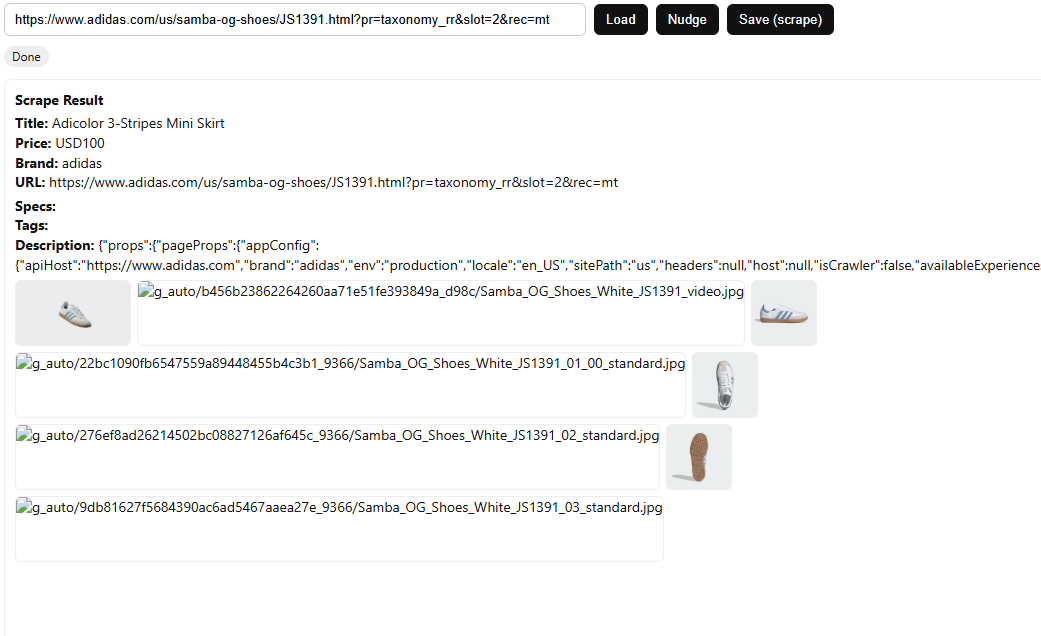 https://www.adidas.com/us/samba-og-shoes/JS1391.html?pr=taxonomy_rr&slot=2&rec=mt Load Nudge Save (scrape)
Done
Scrape Result
Title: Adicolor 3-Stripes Mini Skirt
Price: USD100
Brand: adidas
URL: https://www.adidas.com/us/samba-og-shoes/JS1391.html?pr=taxonomy_rr&slot=2&rec=mt
Specs:
Tags:
Description: {"props":{"pageProps":{"appConfig":
{"apiHost":"https://www.adidas.com","brand":"adidas","env":"production","locale":"en_US","sitePath":"us","headers":null,"host":null,"isCrawler":false,"availableExperience
g_auto/b456b23862264260aa71e51fe393849a_d98c/Samba_OG_Shoes_White_JS1391_video.jpg
g_auto/22bc1090fb6547559a89448455b4c3b1_9366/Samba_OG_Shoes_White_JS1391_01_00_standard.jpg
g_auto/276ef8ad26214502bc08827126af645c_9366/Samba_OG_Shoes_White_JS1391_02_standard.jpg
g_auto/9db81627f5684390ac6ad5467aaea27e_9366/Samba_OG_Shoes_White_JS1391_03_standard.jpg